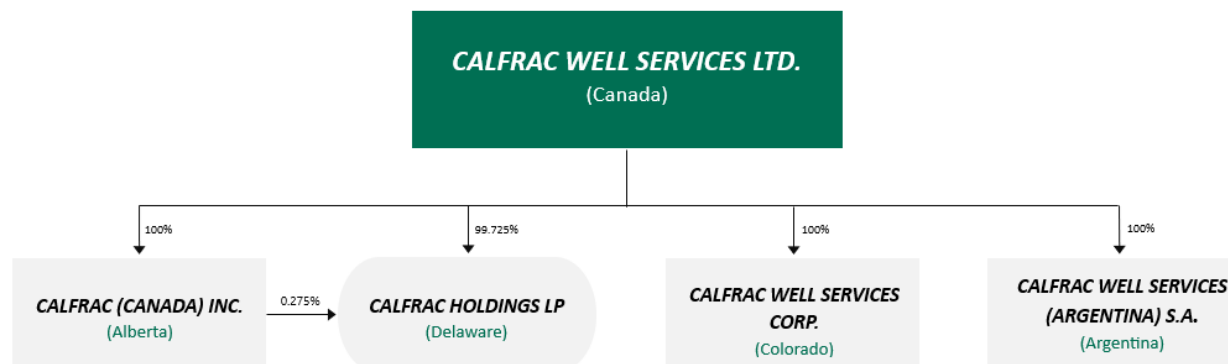 CALFRAC WELL SERVICES LTD.
(Canada)
100%
99.725%
100%
100%
CALFRAC (CANADA) INC.
(Alberta)
0.275%
CALFRAC HOLDINGS LP
(Delaware)
CALFRAC WELL SERVICES
CORP.
(Colorado)
CALFRAC WELL SERVICES
(ARGENTINA) S.A.
(Argentina)